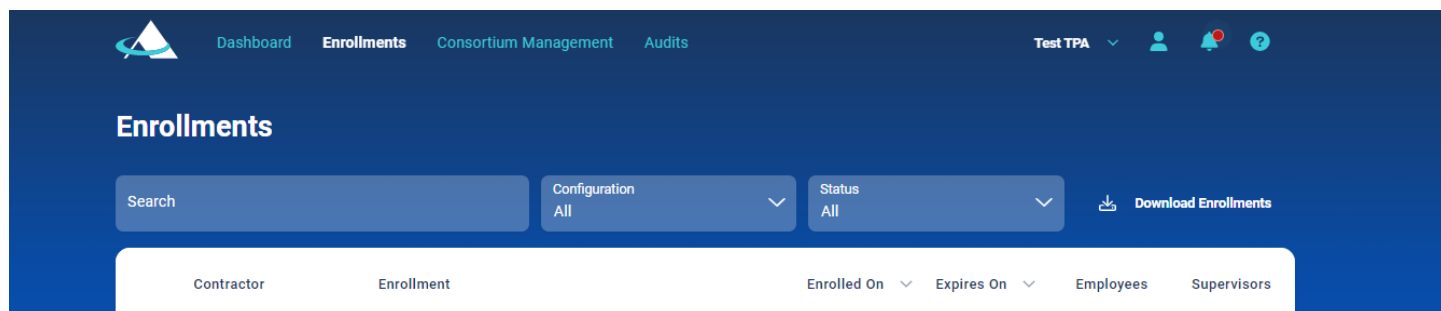 Dashboard Enrollments Consortium Management Audits Test TPA ?
Enrollments
Search Configuration All Status All Download Enrollments
Contractor Enrollment Enrolled On Expires On Employees Supervisors